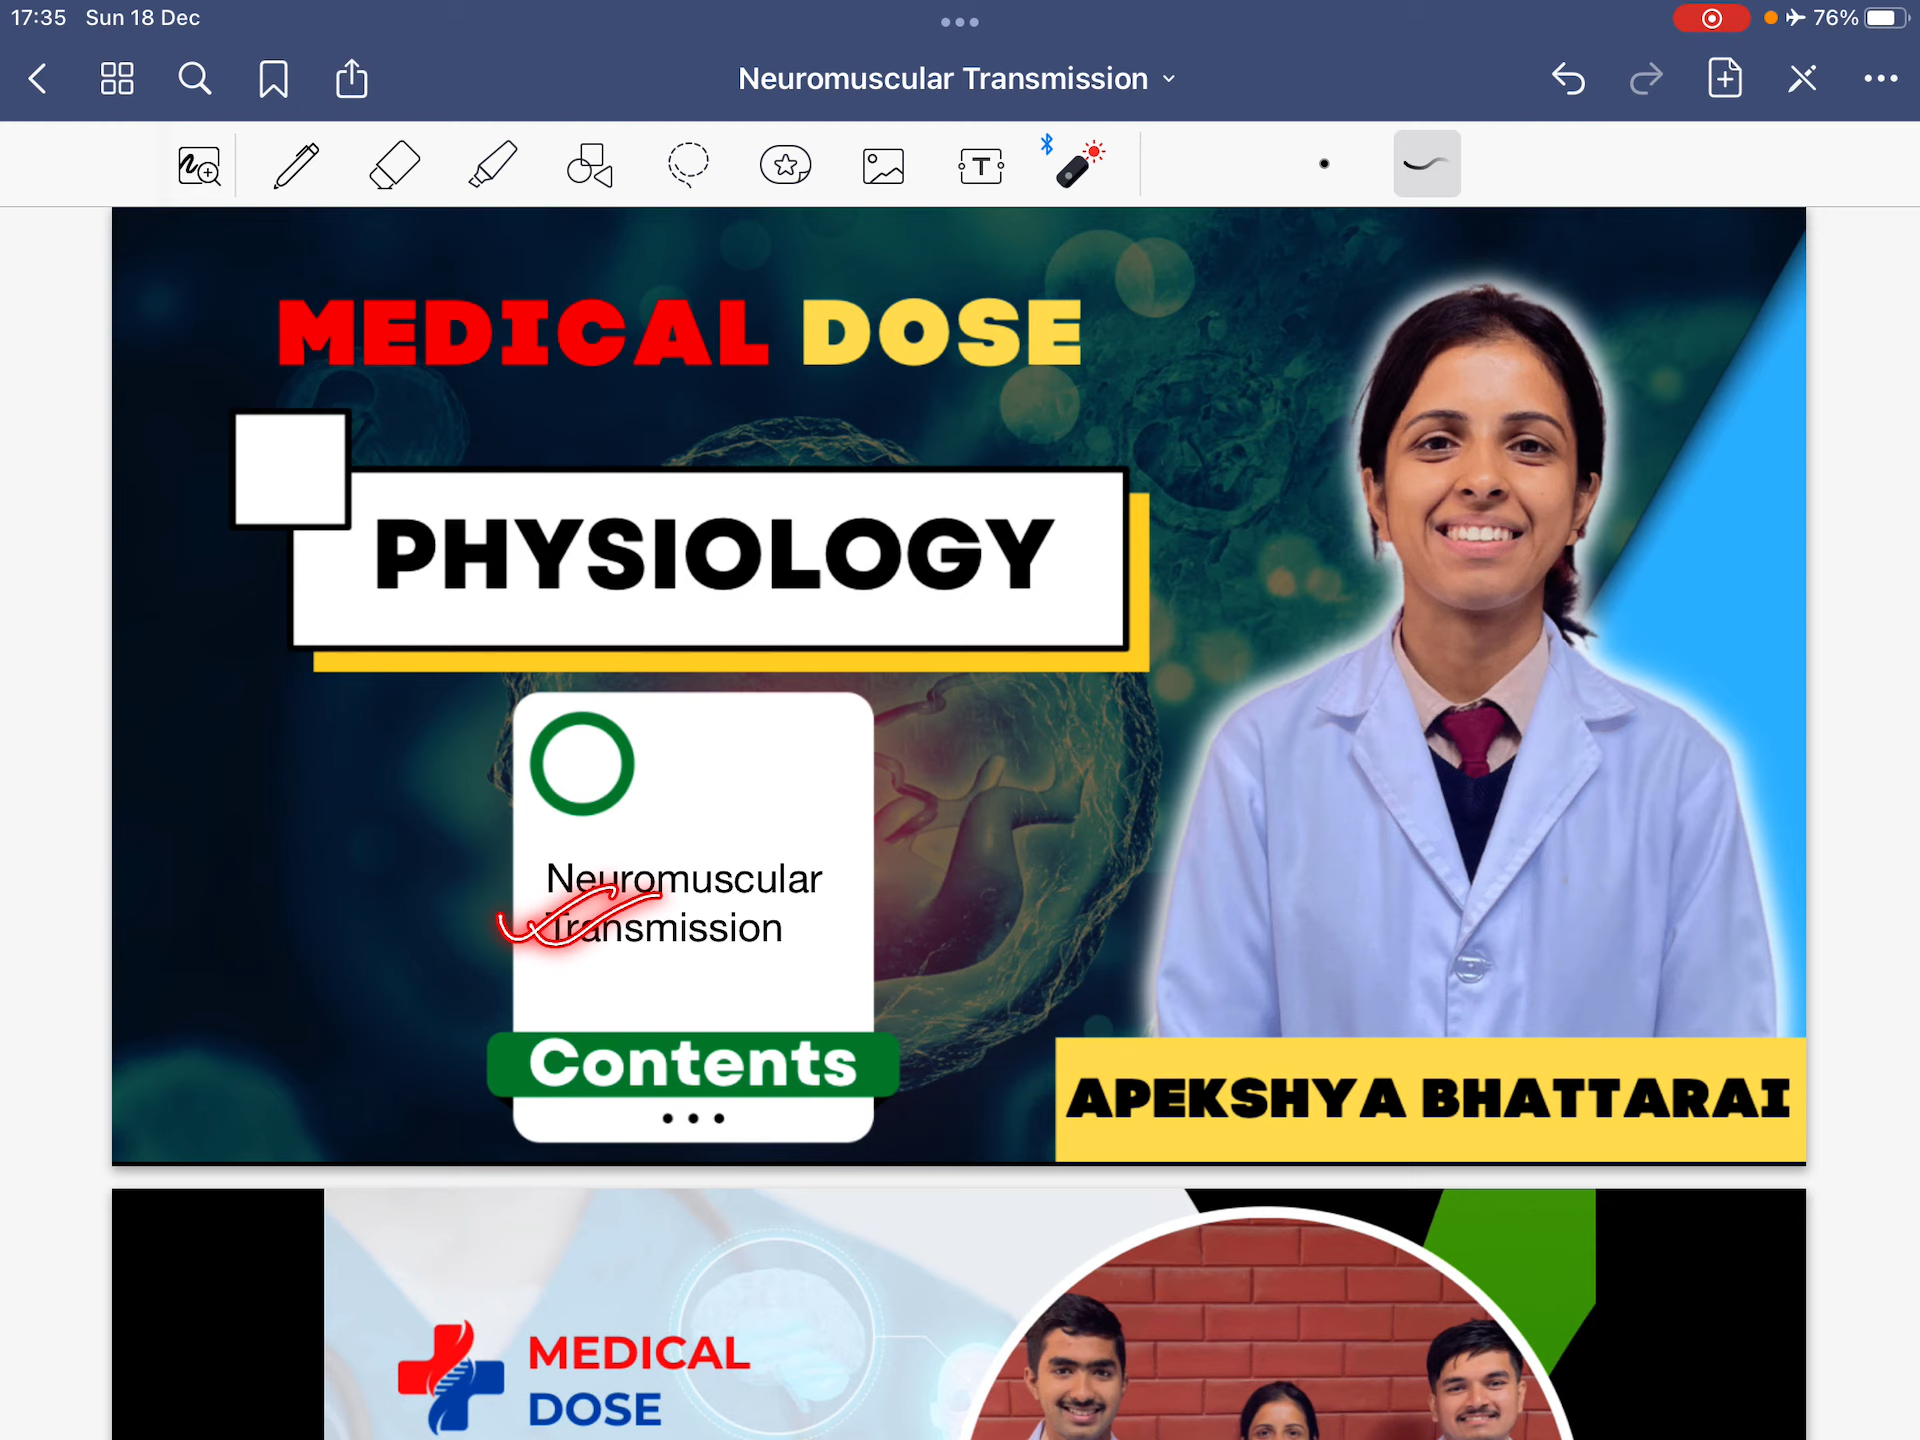 17:35 Sun 18 Dec
76%
Neuromuscular Transmission
T
MEDICAL DOSE
PHYSIOLOGY
Neuromuscular
Transmission
Contents
APEKSHYA BHATTARAI
MEDICAL
DOSE